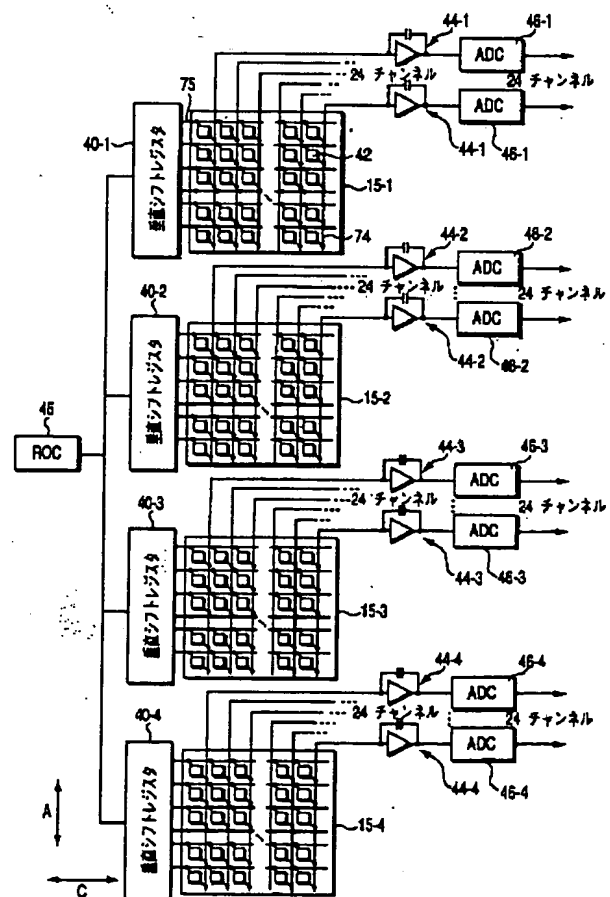 44-1
46-1
ADC
24 チャンネル
24 チャンネル
ADC
75
40-1
垂直シフトレジスタ
42
44-1
46-1
15-1
74
44-2
46-2
40-2
ADC
24 チャンネル
24 チャンネル
垂直シフトレジスタ
ADC
44-2
46-2
15-2
45
ROC
44-3
46-3
ADC
40-3
24 チャンネル
24 チャンネル
垂直シフトレジスタ
ADC
44-3
46-3
15-3
44-4
46-4
ADC
40-4
24 チャンネル
24 チャンネル
垂直シフトレジスタ
ADC
44-4
46-4
A
15-4
C